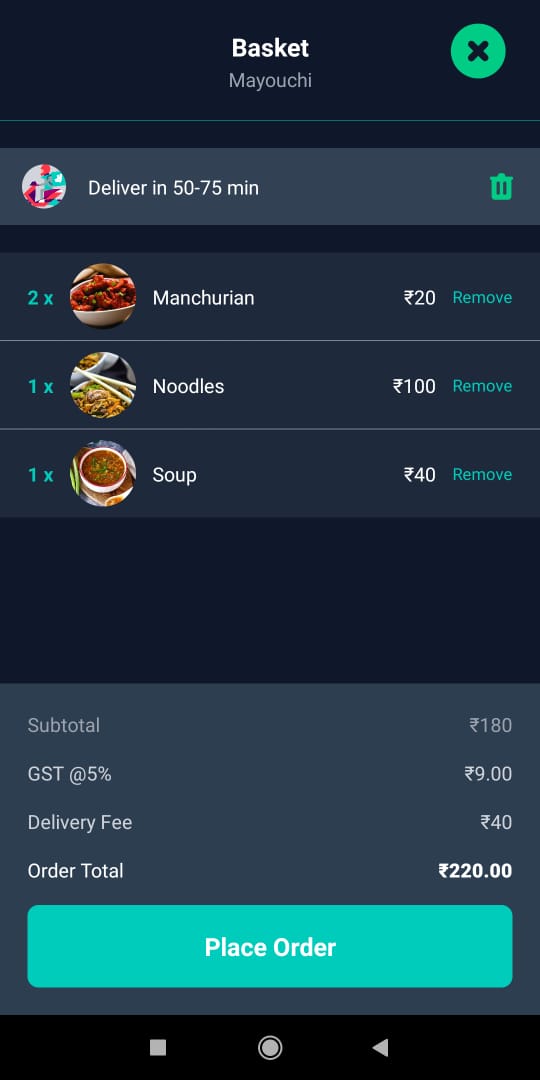 Basket
Mayouchi
Deliver in 50-75 min
2 x Manchurian ₹20 Remove
1 x Noodles ₹100 Remove
1 x Soup ₹40 Remove
Subtotal ₹180
GST @5% ₹9.00
Delivery Fee ₹40
Order Total ₹220.00
Place Order